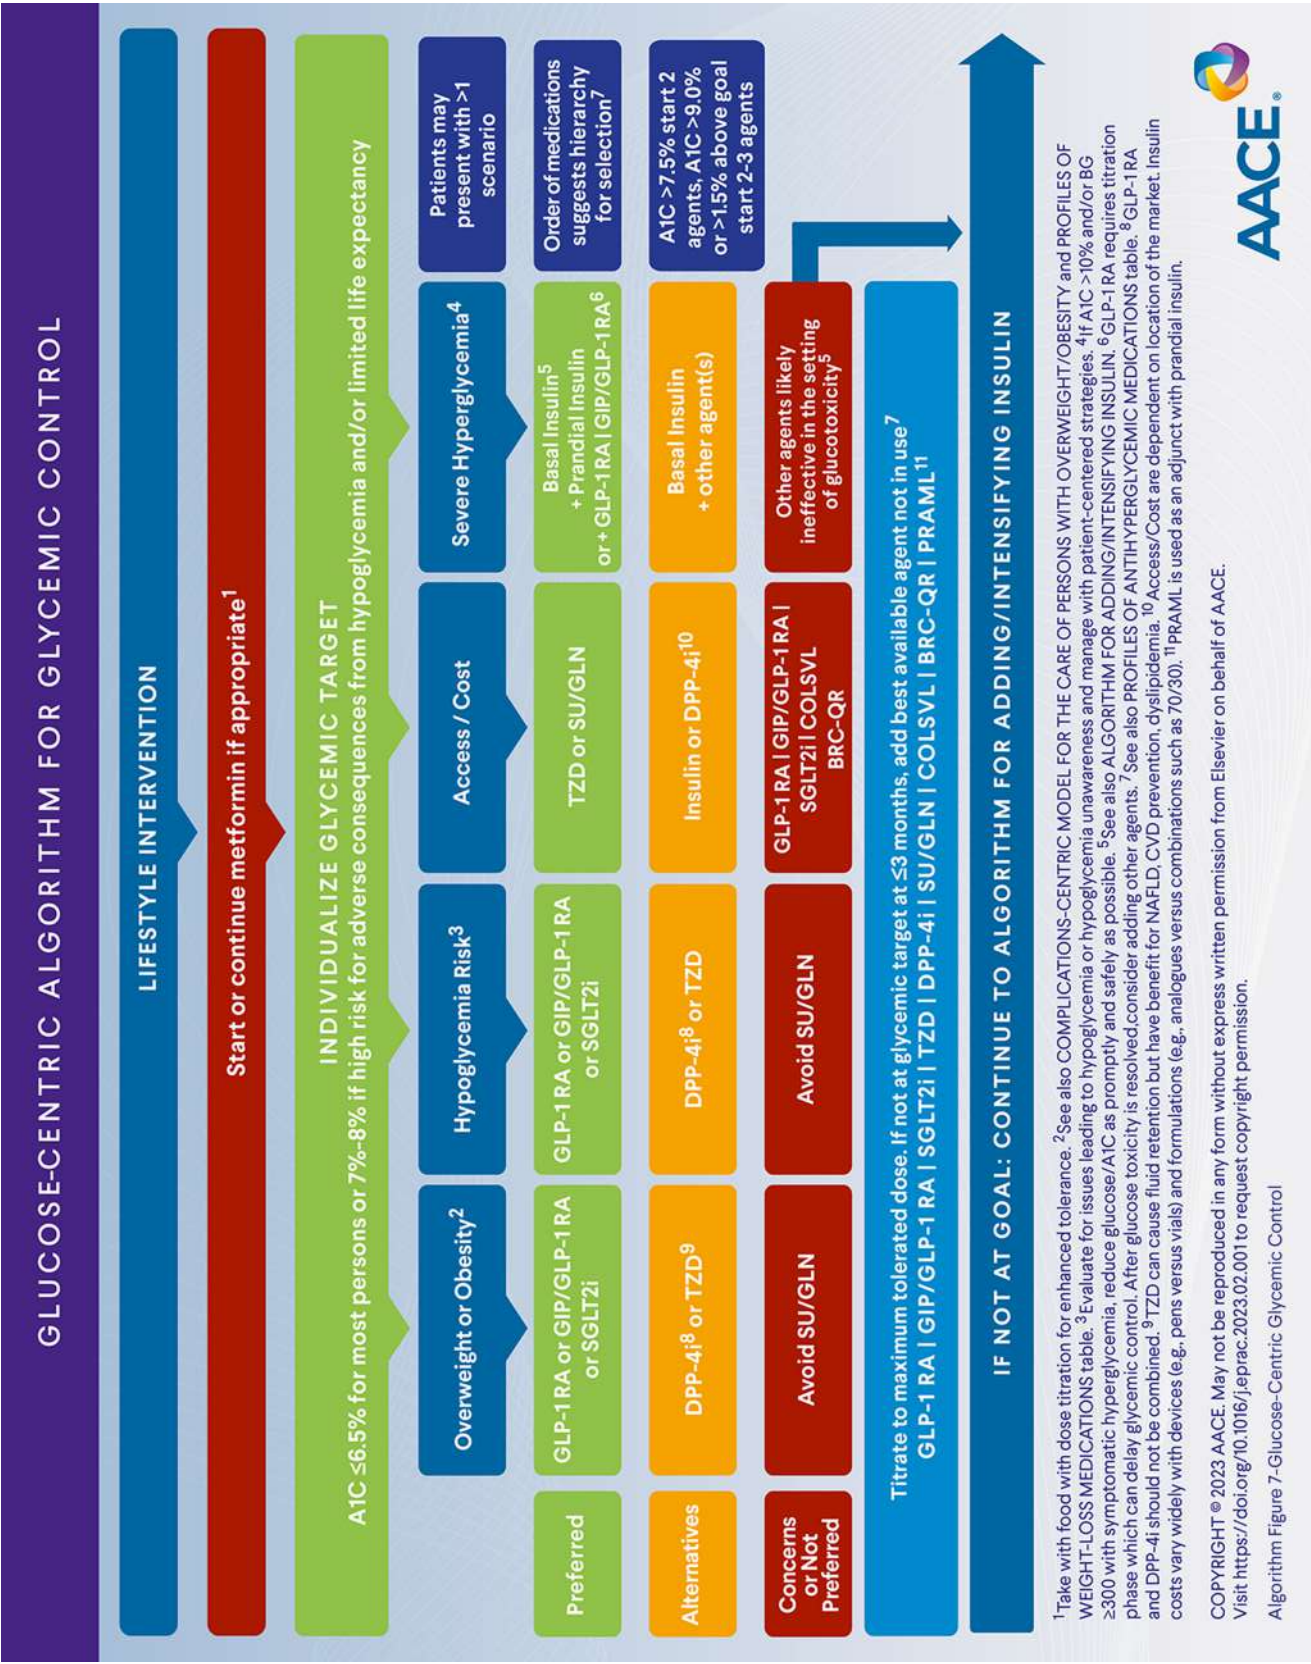 GLUCOSE-CENTRIC ALGORITHM FOR GLYCEMIC CONTROL
LIFESTYLE INTERVENTION
Start or continue metformin if appropriate1
INDIVIDUALIZE GLYCEMIC TARGET
A1C ≤6.5% for most persons or 7%-8% if high risk for adverse consequences from hypoglycemia and/or limited life expectancy
Overweight or Obesity2
Hypoglycemia Risk3
Access / Cost
Severe Hyperglycemia4
Patients may
present with >1
scenario
Preferred
GLP-1 RA or GIP/GLP-1 RA
or SGLT2i
GLP-1 RA or GIP/GLP-1 RA
or SGLT2i
TZD or SU/GLN
Basal Insulin5
+ Prandial Insulin
or + GLP-1 RA | GIP/GLP-1 RA6
Order of medications
suggests hierarchy
for selection7
Alternatives
DPP-4i8 or TZD9
DPP-4i8 or TZD
Insulin or DPP-4i10
Basal Insulin
+ other agent(s)
A1C >7.5% start 2
agents, A1C >9.0%
or >1.5% above goal
start 2-3 agents
Concerns
or Not
Preferred
Avoid SU/GLN
Avoid SU/GLN
GLP-1 RA | GIP/GLP-1 RA |
SGLT2i | COLSVL
BRC-QR
Other agents likely
ineffective in the setting
of glucotoxicity5
Titrate to maximum tolerated dose. If not at glycemic target at ≤3 months, add best available agent not in use7
GLP-1 RA | GIP/GLP-1 RA | SGLT2i | TZD | DPP-4i | SU/GLN | COLSVL | BRC-QR | PRAML11
IF NOT AT GOAL: CONTINUE TO ALGORITHM FOR ADDING/INTENSIFYING INSULIN
1Take with food with dose titration for enhanced tolerance. 2See also COMPLICATIONS-CENTRIC MODEL FOR THE CARE OF PERSONS WITH OVERWEIGHT/OBESITY and PROFILES OF
WEIGHT-LOSS MEDICATIONS table. 3Evaluate for issues leading to hypoglycemia or hypoglycemia unawareness and manage with patient-centered strategies. 4If A1C >10% and/or BG
≥300 with symptomatic hyperglycemia, reduce glucose/A1C as promptly and safely as possible. 5See also ALGORITHM FOR ADDING/INTENSIFYING INSULIN. 6GLP-1 RA requires titration
phase which can delay glycemic control. After glucose toxicity is resolved,consider adding other agents. 7See also PROFILES OF ANTIHYPERGLYCEMIC MEDICATIONS table. 8GLP-1 RA
and DPP-4i should not be combined. 9TZD can cause fluid retention but have benefit for NAFLD, CVD prevention, dyslipidemia. 10Access/Cost are dependent on location of the market. Insulin
costs vary widely with devices (e.g., pens versus vials) and formulations (e.g., analogues versus combinations such as 70/30). 11PRAML is used as an adjunct with prandial insulin.
COPYRIGHT © 2023 AACE. May not be reproduced in any form without express written permission from Elsevier on behalf of AACE.
Visit https://doi.org/10.1016/j.eprac.2023.02.001 to request copyright permission.
Algorithm Figure 7-Glucose-Centric Glycemic Control
AACE®